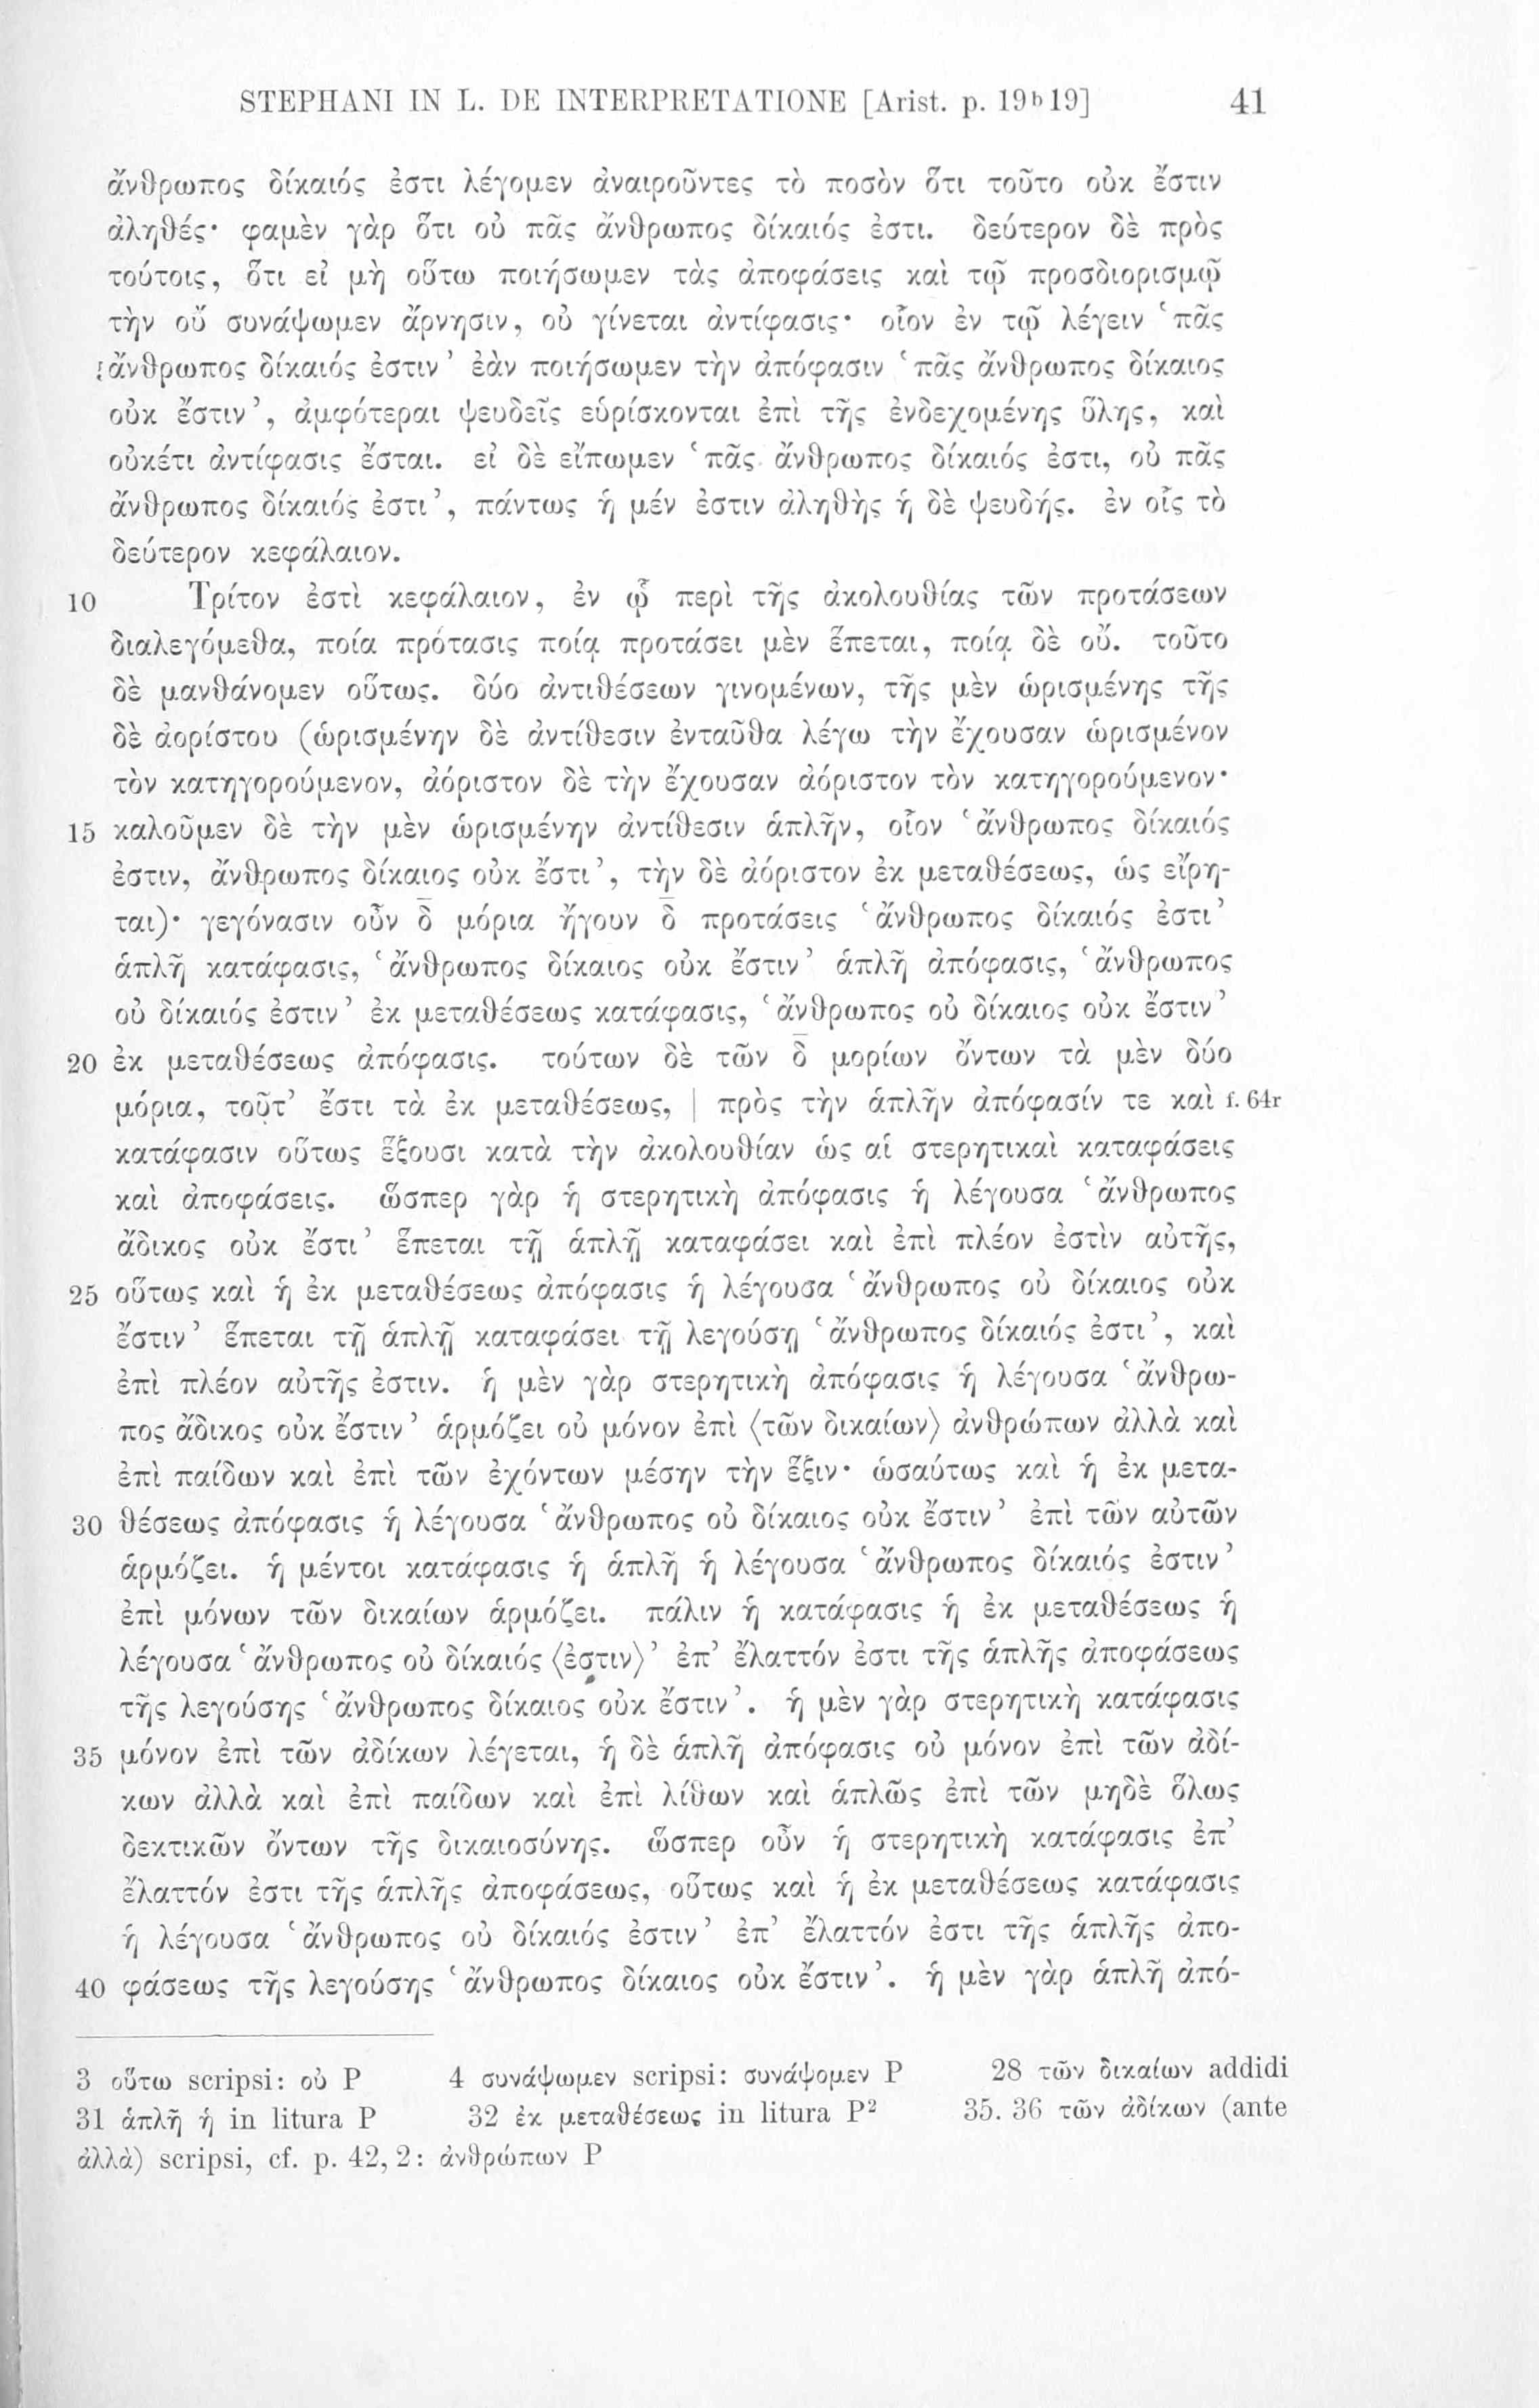 STEPHANI IN L. DE INTERPRETATIONE [Arist. p. 19ᵇ19] 41
ἄνθρωπος δίκαιός ἐστι λέγομεν ἀναιροῦντες τὸ ποσὸν ὅτι τοῦτο οὐκ ἔστιν
ἀληθές· φαμὲν γὰρ ὅτι οὐ πᾶς ἄνθρωπος δίκαιός ἐστι. δεύτερον δὲ πρὸς
τούτοις, ὅτι εἰ μὴ οὕτω ποιήσωμεν τὰς ἀποφάσεις καὶ τῷ προσδιορισμῷ
τὴν οὔ συνάψωμεν ἄρνησιν, οὐ γίνεται ἀντίφασις· οἷον ἐν τῷ λέγειν ‘πᾶς
ἄνθρωπος δίκαιός ἐστιν’ ἐὰν ποιήσωμεν τὴν ἀπόφασιν ‘πᾶς ἄνθρωπος δίκαιος
οὐκ ἔστιν’, ἀμφότεραι ψευδεῖς εὑρίσκονται ἐπὶ τῆς ἐνδεχομένης ὕλης, καὶ
οὐκέτι ἀντίφασις ἔσται. εἰ δὲ εἴπωμεν ‘πᾶς ἄνθρωπος δίκαιός ἐστι, οὐ πᾶς
ἄνθρωπος δίκαιός ἐστι’, πάντως ἡ μέν ἐστιν ἀληθὴς ἡ δὲ ψευδής. ἐν οἷς τὸ
δεύτερον κεφάλαιον.
10 Τρίτον ἐστὶ κεφάλαιον, ἐν ᾧ περὶ τῆς ἀκολουθίας τῶν προτάσεων
διαλεγόμεθα, ποία πρότασις ποίᾳ προτάσει μὲν ἕπεται, ποίᾳ δὲ οὔ. τοῦτο
δὲ μανθάνομεν οὕτως. δύο ἀντιθέσεων γινομένων, τῆς μὲν ὡρισμένης τῆς
δὲ ἀορίστου (ὡρισμένην δὲ ἀντίθεσιν ἐνταῦθα λέγω τὴν ἔχουσαν ὡρισμένον
τὸν κατηγορούμενον, ἀόριστον δὲ τὴν ἔχουσαν ἀόριστον τὸν κατηγορούμενον·
15 καλοῦμεν δὲ τὴν μὲν ὡρισμένην ἀντίθεσιν ἁπλῆν, οἷον ‘ἄνθρωπος δίκαιός
ἐστιν, ἄνθρωπος δίκαιος οὐκ ἔστι’, τὴν δὲ ἀόριστον ἐκ μεταθέσεως, ὡς εἴρη-
ται)· γεγόνασιν οὖν δ̅ μόρια ἤγουν δ̅ προτάσεις ‘ἄνθρωπος δίκαιός ἐστι’
ἁπλῆ κατάφασις, ‘ἄνθρωπος δίκαιος οὐκ ἔστιν’ ἁπλῆ ἀπόφασις, ‘ἄνθρωπος
οὐ δίκαιός ἐστιν’ ἐκ μεταθέσεως κατάφασις, ‘ἄνθρωπος οὐ δίκαιος οὐκ ἔστιν’
20 ἐκ μεταθέσεως ἀπόφασις. τούτων δὲ τῶν δ̅ μορίων ὄντων τὰ μὲν δύο
μόρια, τοῦτ’ ἔστι τὰ ἐκ μεταθέσεως, | πρὸς τὴν ἁπλῆν ἀπόφασίν τε καὶ f. 64r
κατάφασιν οὕτως ἕξουσι κατὰ τὴν ἀκολουθίαν ὡς αἱ στερητικαὶ καταφάσεις
καὶ ἀποφάσεις. ὥσπερ γὰρ ἡ στερητικὴ ἀπόφασις ἡ λέγουσα ‘ἄνθρωπος
ἄδικος οὐκ ἔστι’ ἕπεται τῇ ἁπλῇ καταφάσει καὶ ἐπὶ πλέον ἐστὶν αὐτῆς,
25 οὕτως καὶ ἡ ἐκ μεταθέσεως ἀπόφασις ἡ λέγουσα ‘ἄνθρωπος οὐ δίκαιος οὐκ
ἔστιν’ ἕπεται τῇ ἁπλῇ καταφάσει τῇ λεγούσῃ ‘ἄνθρωπος δίκαιός ἐστι’, καὶ
ἐπὶ πλέον αὐτῆς ἐστιν. ἡ μὲν γὰρ στερητικὴ ἀπόφασις ἡ λέγουσα ‘ἄνθρω-
πος ἄδικος οὐκ ἔστιν’ ἁρμόζει οὐ μόνον ἐπὶ ⟨τῶν δικαίων⟩ ἀνθρώπων ἀλλὰ καὶ
ἐπὶ παίδων καὶ ἐπὶ τῶν ἐχόντων μέσην τὴν ἕξιν· ὡσαύτως καὶ ἡ ἐκ μετα-
30 θέσεως ἀπόφασις ἡ λέγουσα ‘ἄνθρωπος οὐ δίκαιος οὐκ ἔστιν’ ἐπὶ τῶν αὐτῶν
ἁρμόζει. ἡ μέντοι κατάφασις ἡ ἁπλῆ ἡ λέγουσα ‘ἄνθρωπος δίκαιός ἐστιν’
ἐπὶ μόνων τῶν δικαίων ἁρμόζει. πάλιν ἡ κατάφασις ἡ ἐκ μεταθέσεως ἡ
λέγουσα ‘ἄνθρωπος οὐ δίκαιός ⟨ἐστιν⟩’ ἐπ’ ἔλαττόν ἐστι τῆς ἁπλῆς ἀποφάσεως
τῆς λεγούσης ‘ἄνθρωπος δίκαιος οὐκ ἔστιν’. ἡ μὲν γὰρ στερητικὴ κατάφασις
35 μόνον ἐπὶ τῶν ἀδίκων λέγεται, ἡ δὲ ἁπλῆ ἀπόφασις οὐ μόνον ἐπὶ τῶν ἀδί-
κων ἀλλὰ καὶ ἐπὶ παίδων καὶ ἐπὶ λίθων καὶ ἁπλῶς ἐπὶ τῶν μηδὲ ὅλως
δεκτικῶν ὄντων τῆς δικαιοσύνης. ὥσπερ οὖν ἡ στερητικὴ κατάφασις ἐπ’
ἔλαττόν ἐστι τῆς ἁπλῆς ἀποφάσεως, οὕτως καὶ ἡ ἐκ μεταθέσεως κατάφασις
ἡ λέγουσα ‘ἄνθρωπος οὐ δίκαιός ἐστιν’ ἐπ’ ἔλαττόν ἐστι τῆς ἁπλῆς ἀπο-
40 φάσεως τῆς λεγούσης ‘ἄνθρωπος δίκαιος οὐκ ἔστιν’. ἡ μὲν γὰρ ἁπλῆ ἀπό-
3 οὕτω scripsi: οὐ P 4 συνάψωμεν scripsi: συνάψομεν P 28 τῶν δικαίων addidi
31 ἁπλῆ ἡ in litura P 32 ἐκ μεταθέσεως in litura P² 35. 36 τῶν ἀδίκων (ante
ἀλλὰ) scripsi, cf. p. 42, 2: ἀνθρώπων P